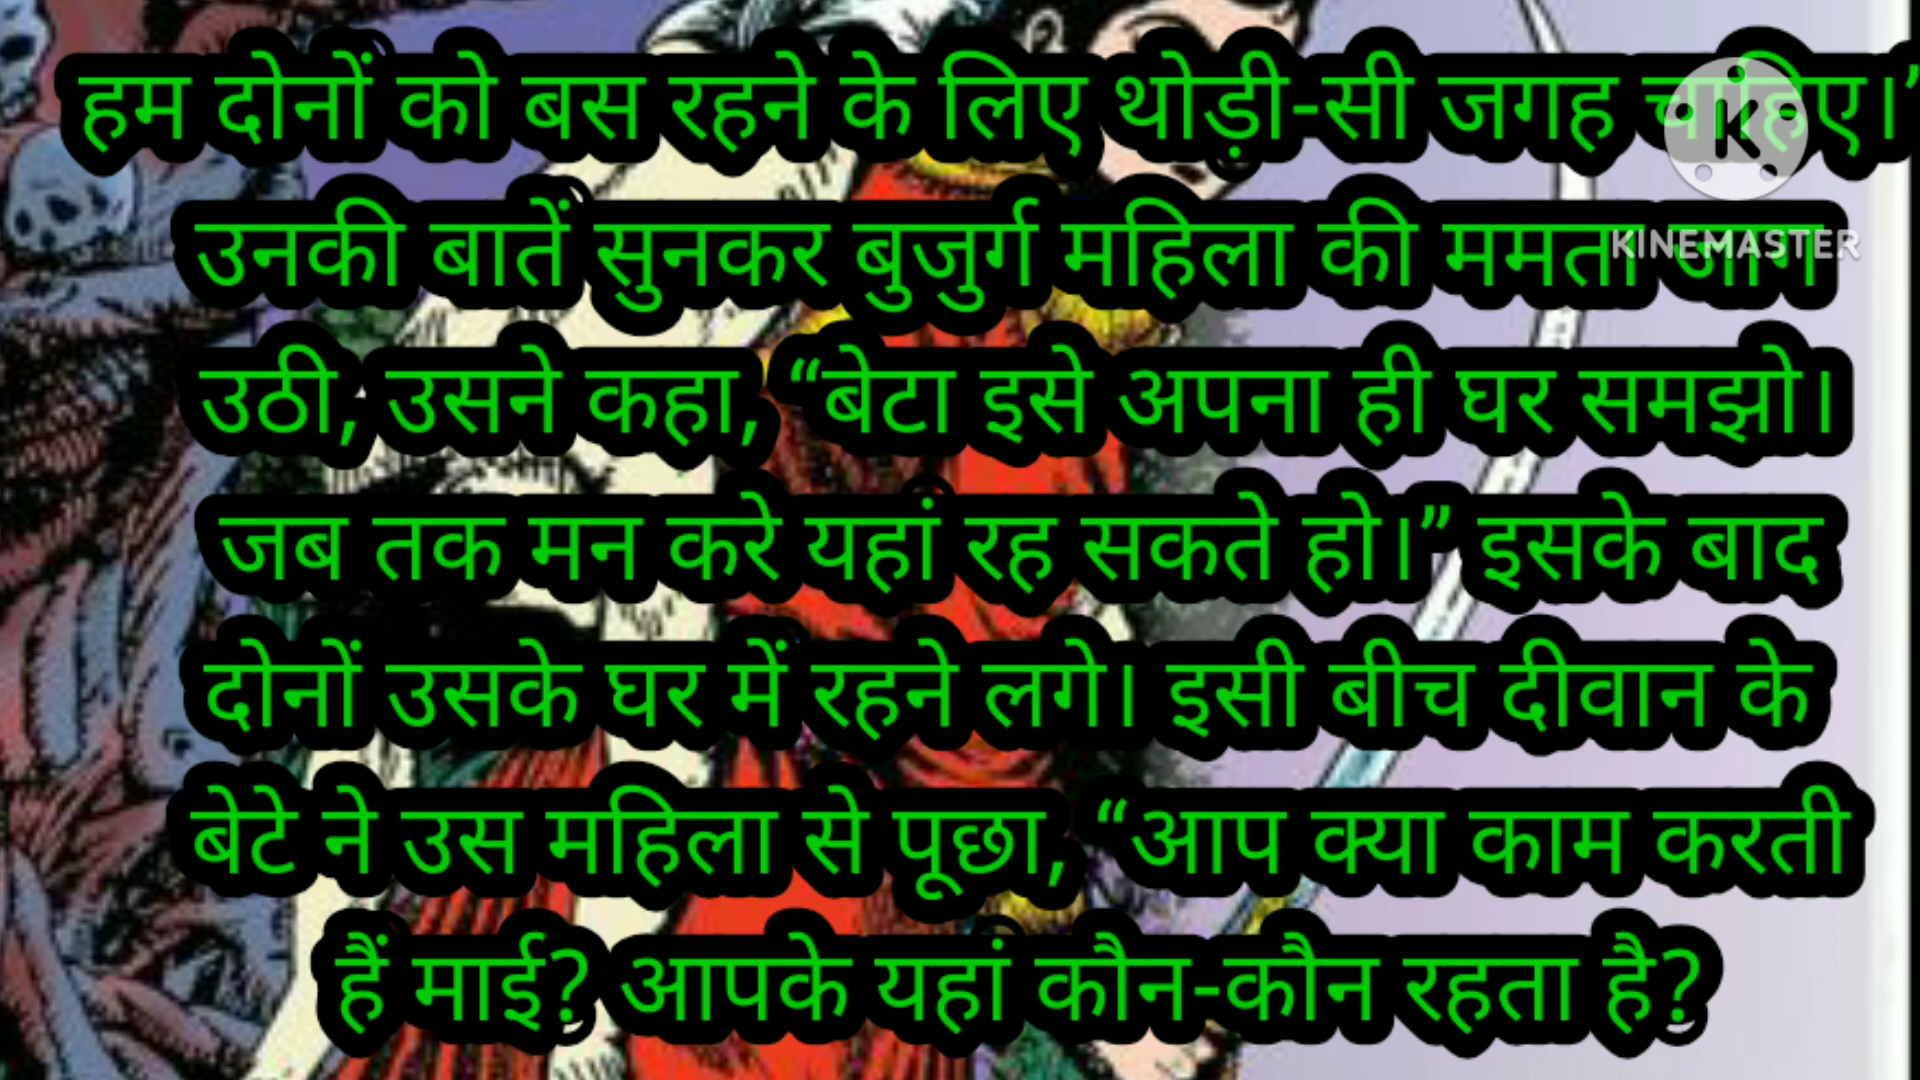 हम दोनों को बस रहने के लिए थोड़ी-सी जगह चाहिए।”
उनकी बातें सुनकर बुजुर्ग महिला की ममता जाग
KINEMASTER
उठी, उसने कहा, “बेटा इसे अपना ही घर समझो।
जब तक मन करे यहां रह सकते हो।” इसके बाद
दोनों उसके घर में रहने लगे। इसी बीच दीवान के
बेटे ने उस महिला से पूछा, “आप क्या काम करती
हैं माई? आपके यहां कौन-कौन रहता है?